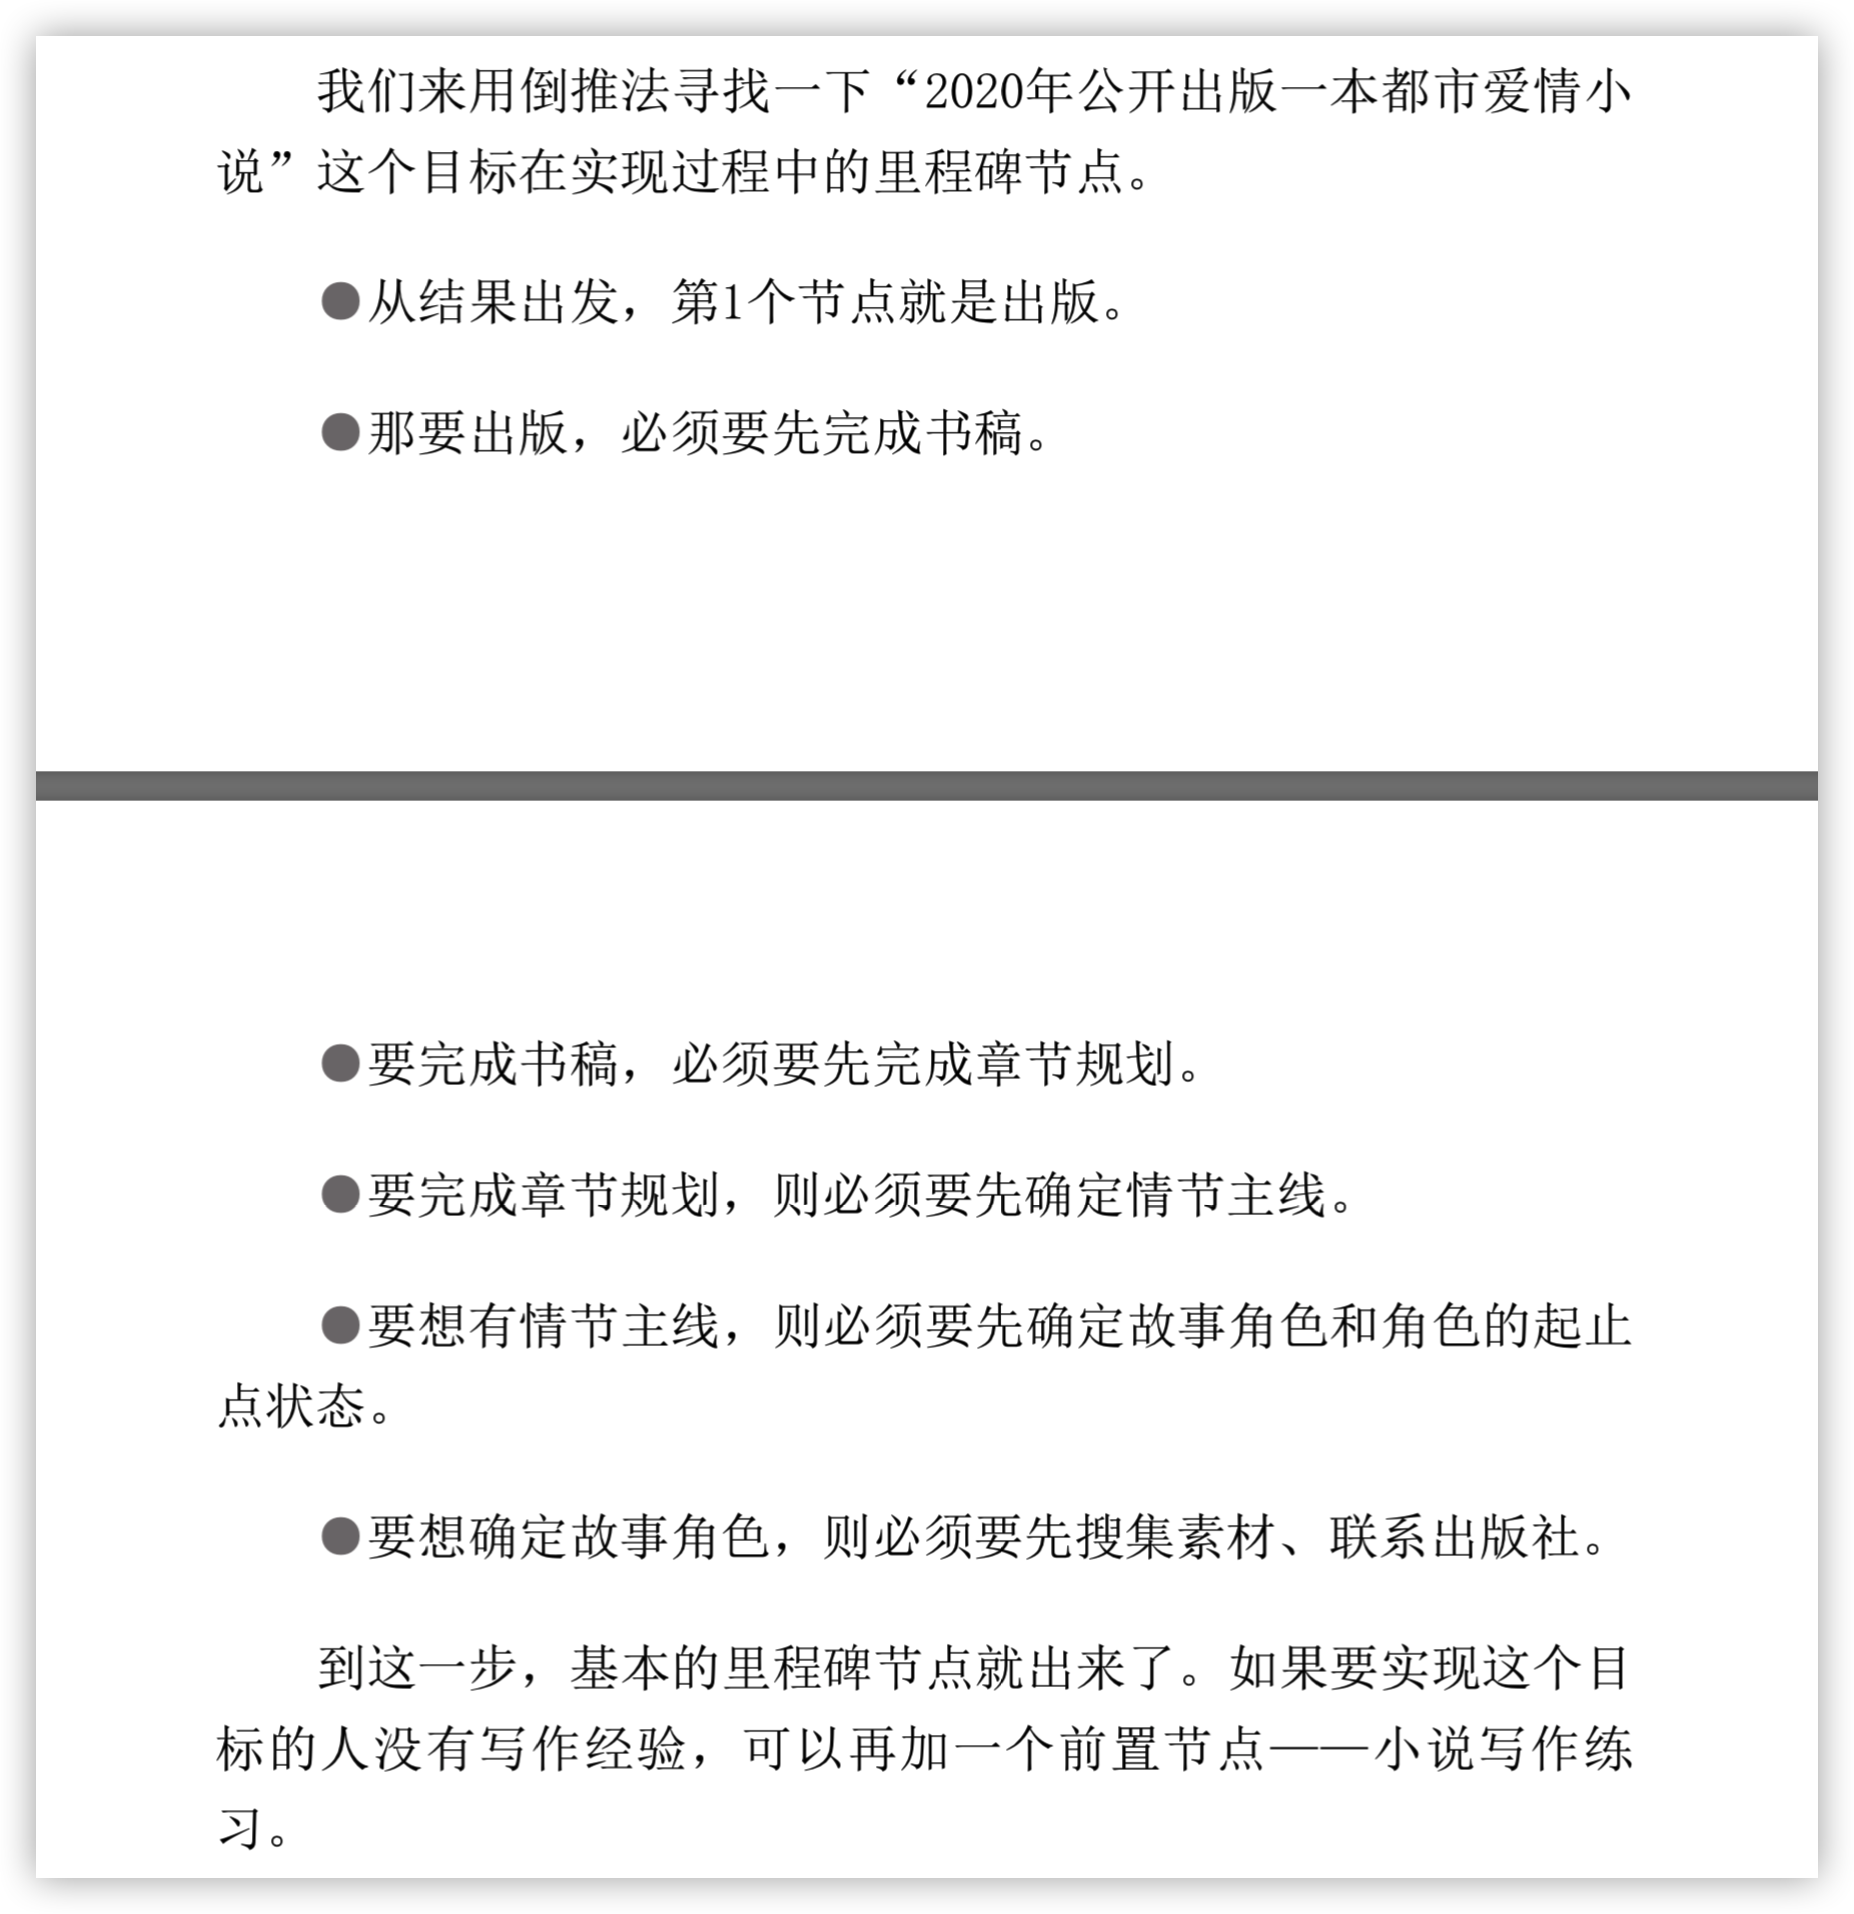 我们来用倒推法寻找一下“2020年公开出版一本都市爱情小
说”这个目标在实现过程中的里程碑节点。
●从结果出发，第1个节点就是出版。
●那要出版，必须要先完成书稿。
●要完成书稿，必须要先完成章节规划。
●要完成章节规划，则必须要先确定情节主线。
●要想有情节主线，则必须要先确定故事角色和角色的起止
点状态。
●要想确定故事角色，则必须要先搜集素材、联系出版社。
到这一步，基本的里程碑节点就出来了。如果要实现这个目
标的人没有写作经验，可以再加一个前置节点——小说写作练
习。